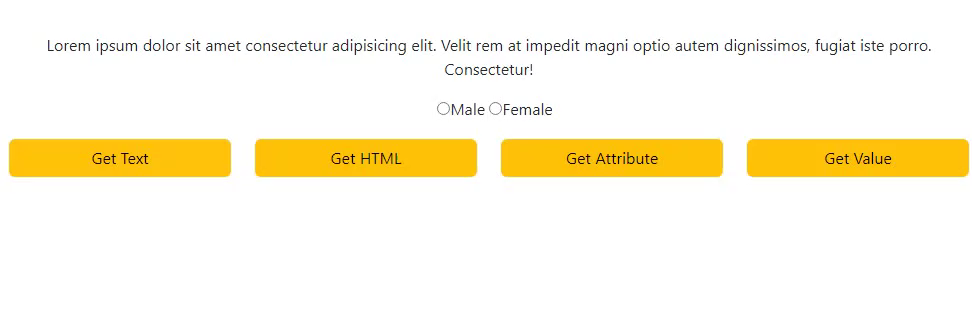 Lorem ipsum dolor sit amet consectetur adipisicing elit. Velit rem at impedit magni optio autem dignissimos, fugiat iste porro.
Consectetur!
Male Female
Get Text Get HTML Get Attribute Get Value